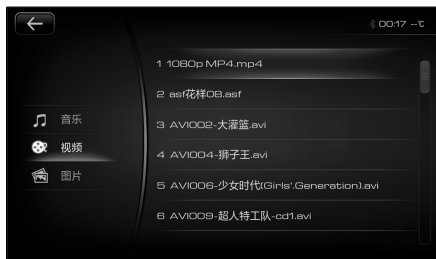 00:17 --℃
音乐
视频
图片
1 1080p MP4.mp4
2 asf花样08.asf
3 AVI002-大灌篮.avi
4 AVI004-狮子王.avi
5 AVI006-少女时代(Girls'.Generation).avi
6 AVI009-超人特工队-cd1.avi